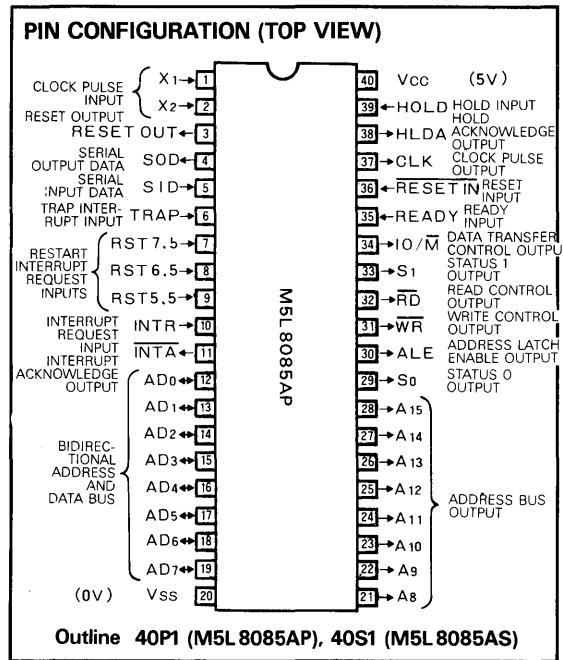 PIN CONFIGURATION (TOP VIEW)
CLOCK PULSE
INPUT
X1 1
X2 2
RESET OUTPUT
RESET OUT 3
SERIAL
OUTPUT DATA
SOD 4
SERIAL
INPUT DATA
SID 5
TRAP INTER-
RUPT INPUT
TRAP 6
RESTART
INTERRUPT
REQUEST
INPUTS
RST7.5 7
RST6.5 8
RST5.5 9
INTERRUPT
REQUEST
INPUT
INTR 10
INTERRUPT
ACKNOWLEDGE
OUTPUT
INTA 11
BIDIREC-
TIONAL
ADDRESS
AND
DATA BUS
AD0 12
AD1 13
AD2 14
AD3 15
AD4 16
AD5 17
AD6 18
AD7 19
(0V) VSS 20
M5L8085AP
40 VCC (5V)
39 HOLD HOLD INPUT
38 HLDA HOLD
ACKNOWLEDGE
OUTPUT
37 CLK CLOCK PULSE
OUTPUT
36 RESET IN RESET
INPUT
35 READY READY
INPUT
34 IO/M DATA TRANSFER
CONTROL OUTPU
33 S1 STATUS 1
OUTPUT
32 RD READ CONTROL
OUTPUT
31 WR WRITE CONTROL
OUTPUT
30 ALE ADDRESS LATCH
ENABLE OUTPUT
29 S0 STATUS 0
OUTPUT
28 A15
27 A14
26 A13
25 A12
24 A11
23 A10
22 A9
21 A8
ADDRESS BUS
OUTPUT
Outline 40P1 (M5L8085AP), 40S1 (M5L8085AS)